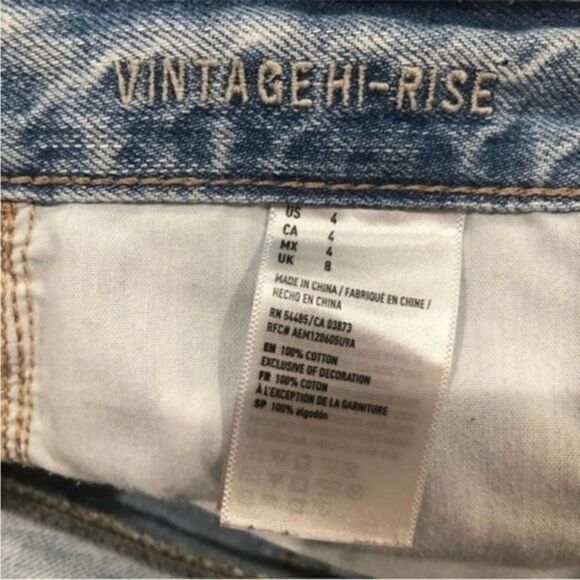 VINTAGE HI-RISE
US 4
CA 4
MX 4
UK 8
MADE IN CHINA / FABRIQUÉ EN CHINE /
HECHO EN CHINA
RN 54485/CA 03873
RFC# AEM120605U9A
EN 100% COTTON
EXCLUSIVE OF DECORATION
FR 100% COTON
À L'EXCEPTION DE LA GARNITURE
SP 100% algodón